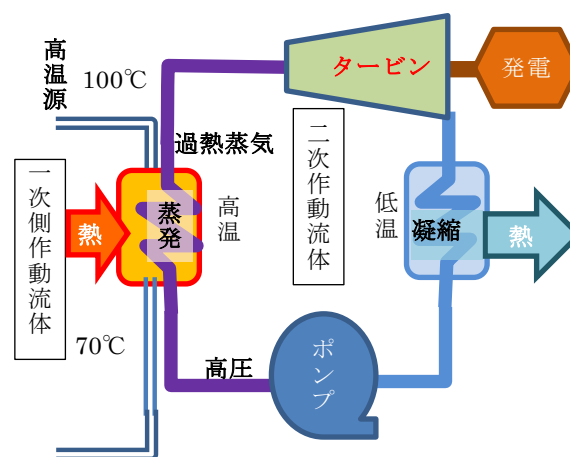 高温源
100℃
タービン
発電
過熱蒸気
二次作動流体
一次側作動流体
熱
蒸発
高温
低温
凝縮
熱
70℃
高圧
ポンプ